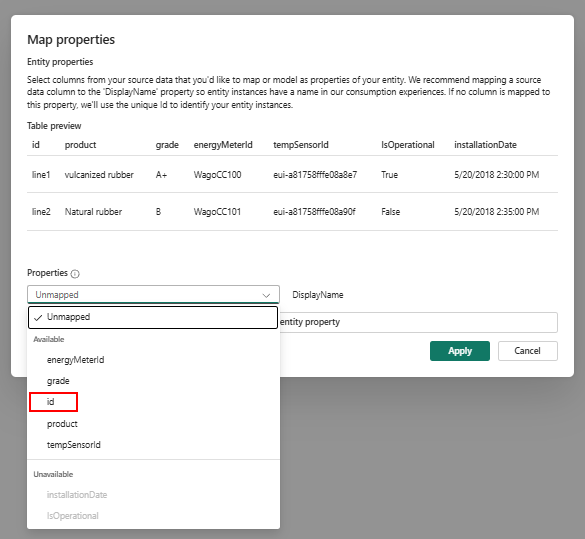 Map properties
Entity properties
Select columns from your source data that you'd like to map or model as properties of your entity. We recommend mapping a source
data column to the 'DisplayName' property so entity instances have a name in our consumption experiences. If no column is mapped to
this property, we'll use the unique Id to identify your entity instances.
Table preview
id product grade energyMeterId tempSensorId IsOperational installationDate
line1 vulcanized rubber A+ WagoCC100 eui-a81758fffe08a8e7 True 5/20/2018 2:30:00 PM
line2 Natural rubber B WagoCC101 eui-a81758fffe08a90f False 5/20/2018 2:35:00 PM
Properties
Unmapped DisplayName
Unmapped
entity property
Available
energyMeterId
Apply Cancel
grade
id
product
tempSensorId
Unavailable
installationDate
IsOperational